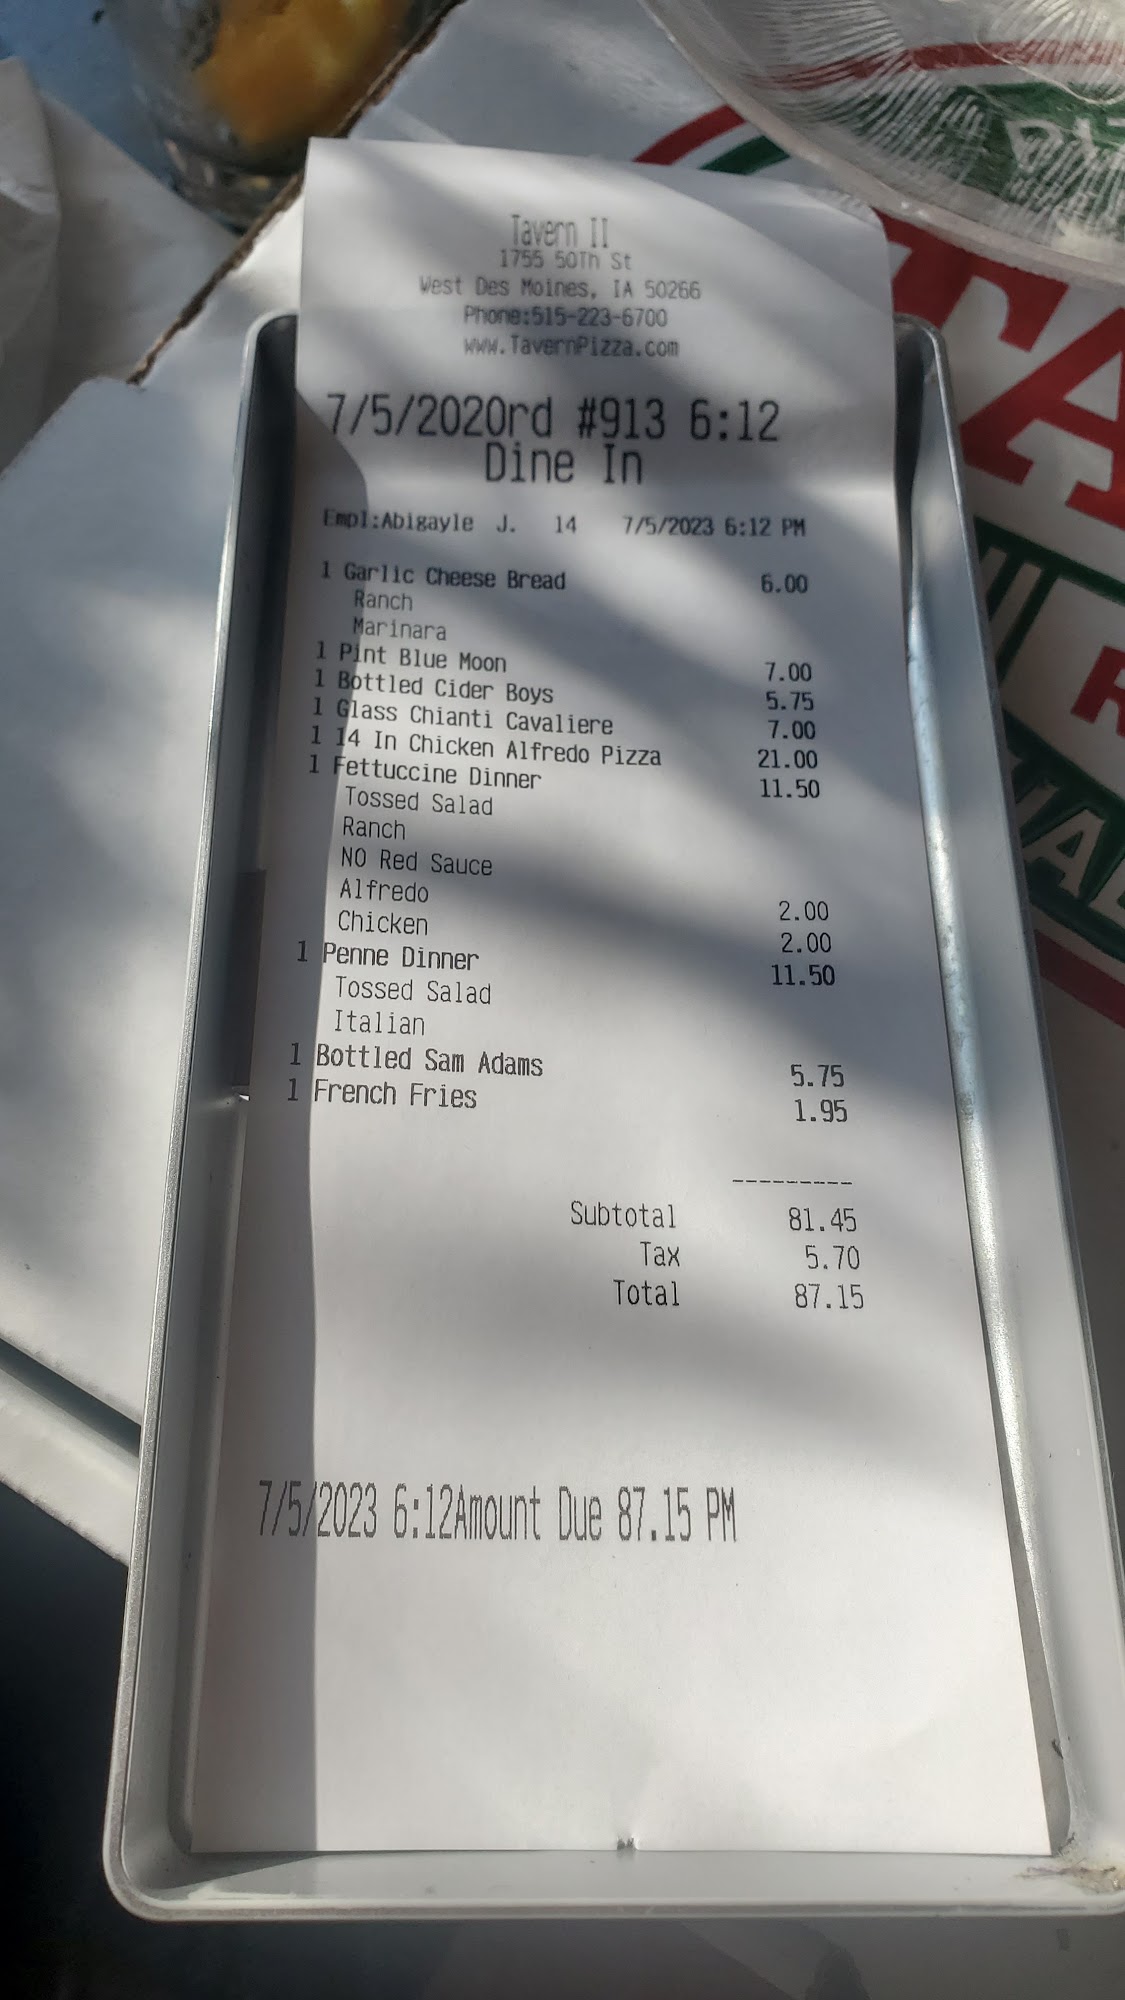 Tavern II
1755 50Th St
West Des Moines, IA 50266
Phone:515-223-6700
www.TavernPizza.com
7/5/2020rd #913 6:12
Dine In
Empl:Abigayle J. 14 7/5/2023 6:12 PM
1 Garlic Cheese Bread 6.00
Ranch
Marinara
1 Pint Blue Moon 7.00
1 Bottled Cider Boys 5.75
1 Glass Chianti Cavaliere 7.00
1 14 In Chicken Alfredo Pizza 21.00
1 Fettuccine Dinner 11.50
Tossed Salad
Ranch
NO Red Sauce
Alfredo 2.00
Chicken 2.00
1 Penne Dinner 11.50
Tossed Salad
Italian
1 Bottled Sam Adams 5.75
1 French Fries 1.95
---------
Subtotal 81.45
Tax 5.70
Total 87.15
7/5/2023 6:12Amount Due 87.15 PM
TA